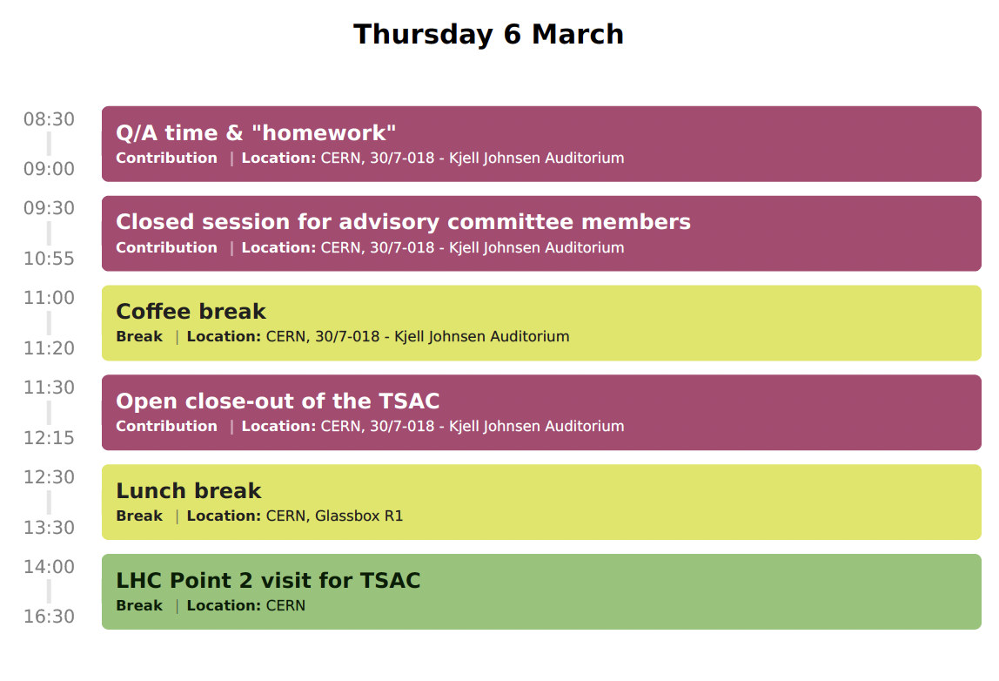 Thursday 6 March
08:30
Q/A time & "homework"
Contribution | Location: CERN, 30/7-018 - Kjell Johnsen Auditorium
09:00
09:30
Closed session for advisory committee members
Contribution | Location: CERN, 30/7-018 - Kjell Johnsen Auditorium
10:55
11:00
Coffee break
Break | Location: CERN, 30/7-018 - Kjell Johnsen Auditorium
11:20
11:30
Open close-out of the TSAC
Contribution | Location: CERN, 30/7-018 - Kjell Johnsen Auditorium
12:15
12:30
Lunch break
Break | Location: CERN, Glassbox R1
13:30
14:00
LHC Point 2 visit for TSAC
Break | Location: CERN
16:30